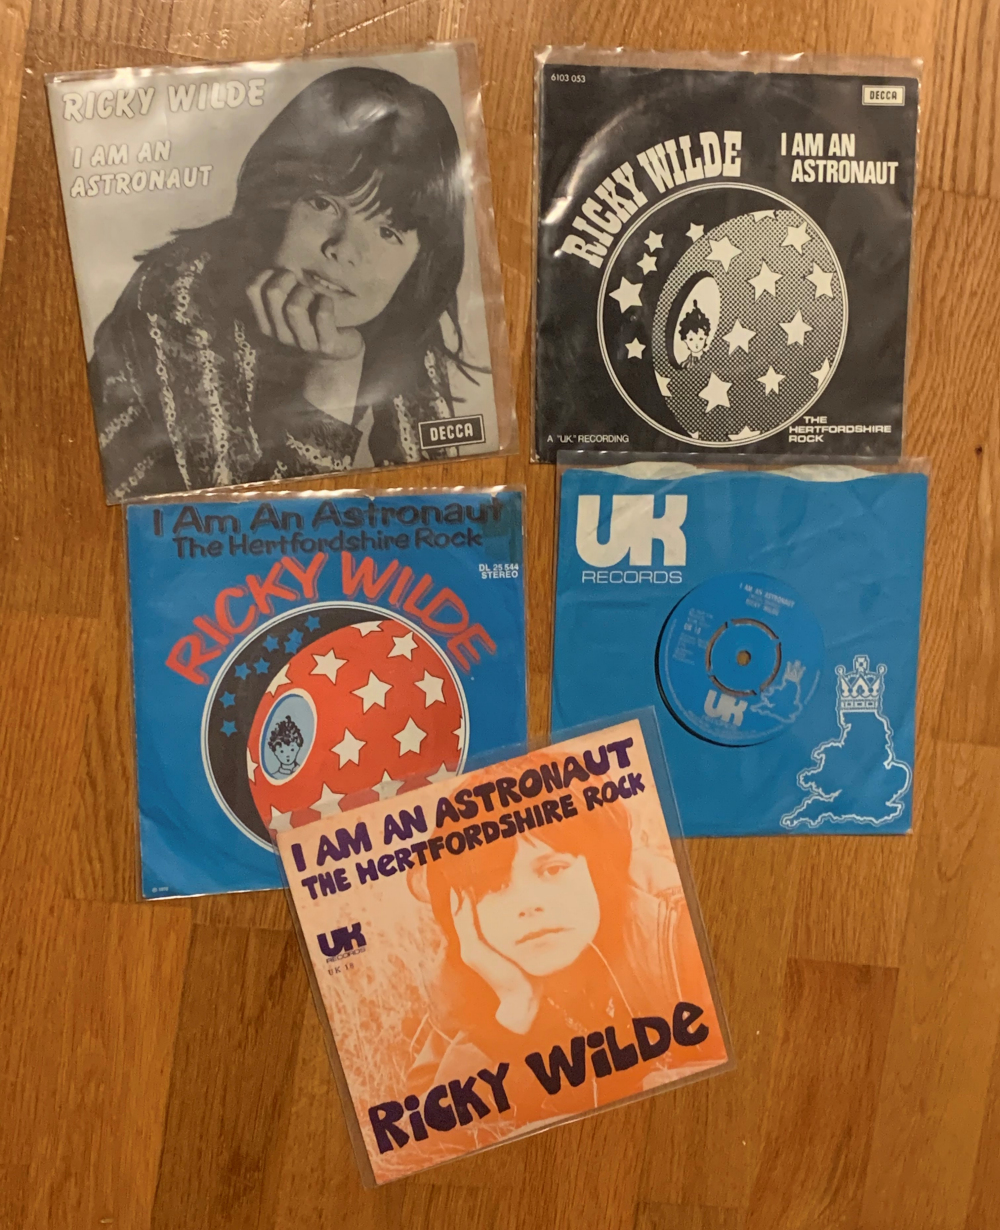 RICKY WILDE
I AM AN
ASTRONAUT
DECCA
6103 053
DECCA
RICKY WILDE
I AM AN
ASTRONAUT
A "UK" RECORDING
THE
HERTFORDSHIRE
ROCK
I Am An Astronaut
The Hertfordshire Rock
DL 25 544
STEREO
RICKY WILDE
UK
RECORDS
I AM AN ASTRONAUT
RICKY WILDE
UK 18
UK
I AM AN ASTRONAUT
THE HERTFORDSHIRE ROCK
UK
RECORDS
UK 18
RiCKY WiLDe